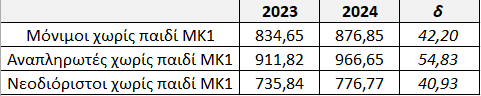 2023 2024 δ
Μόνιμοι χωρίς παιδί ΜΚ1 834,65 876,85 42,20
Αναπληρωτές χωρίς παιδί ΜΚ1 911,82 966,65 54,83
Νεοδιόριστοι χωρίς παιδί ΜΚ1 735,84 776,77 40,93